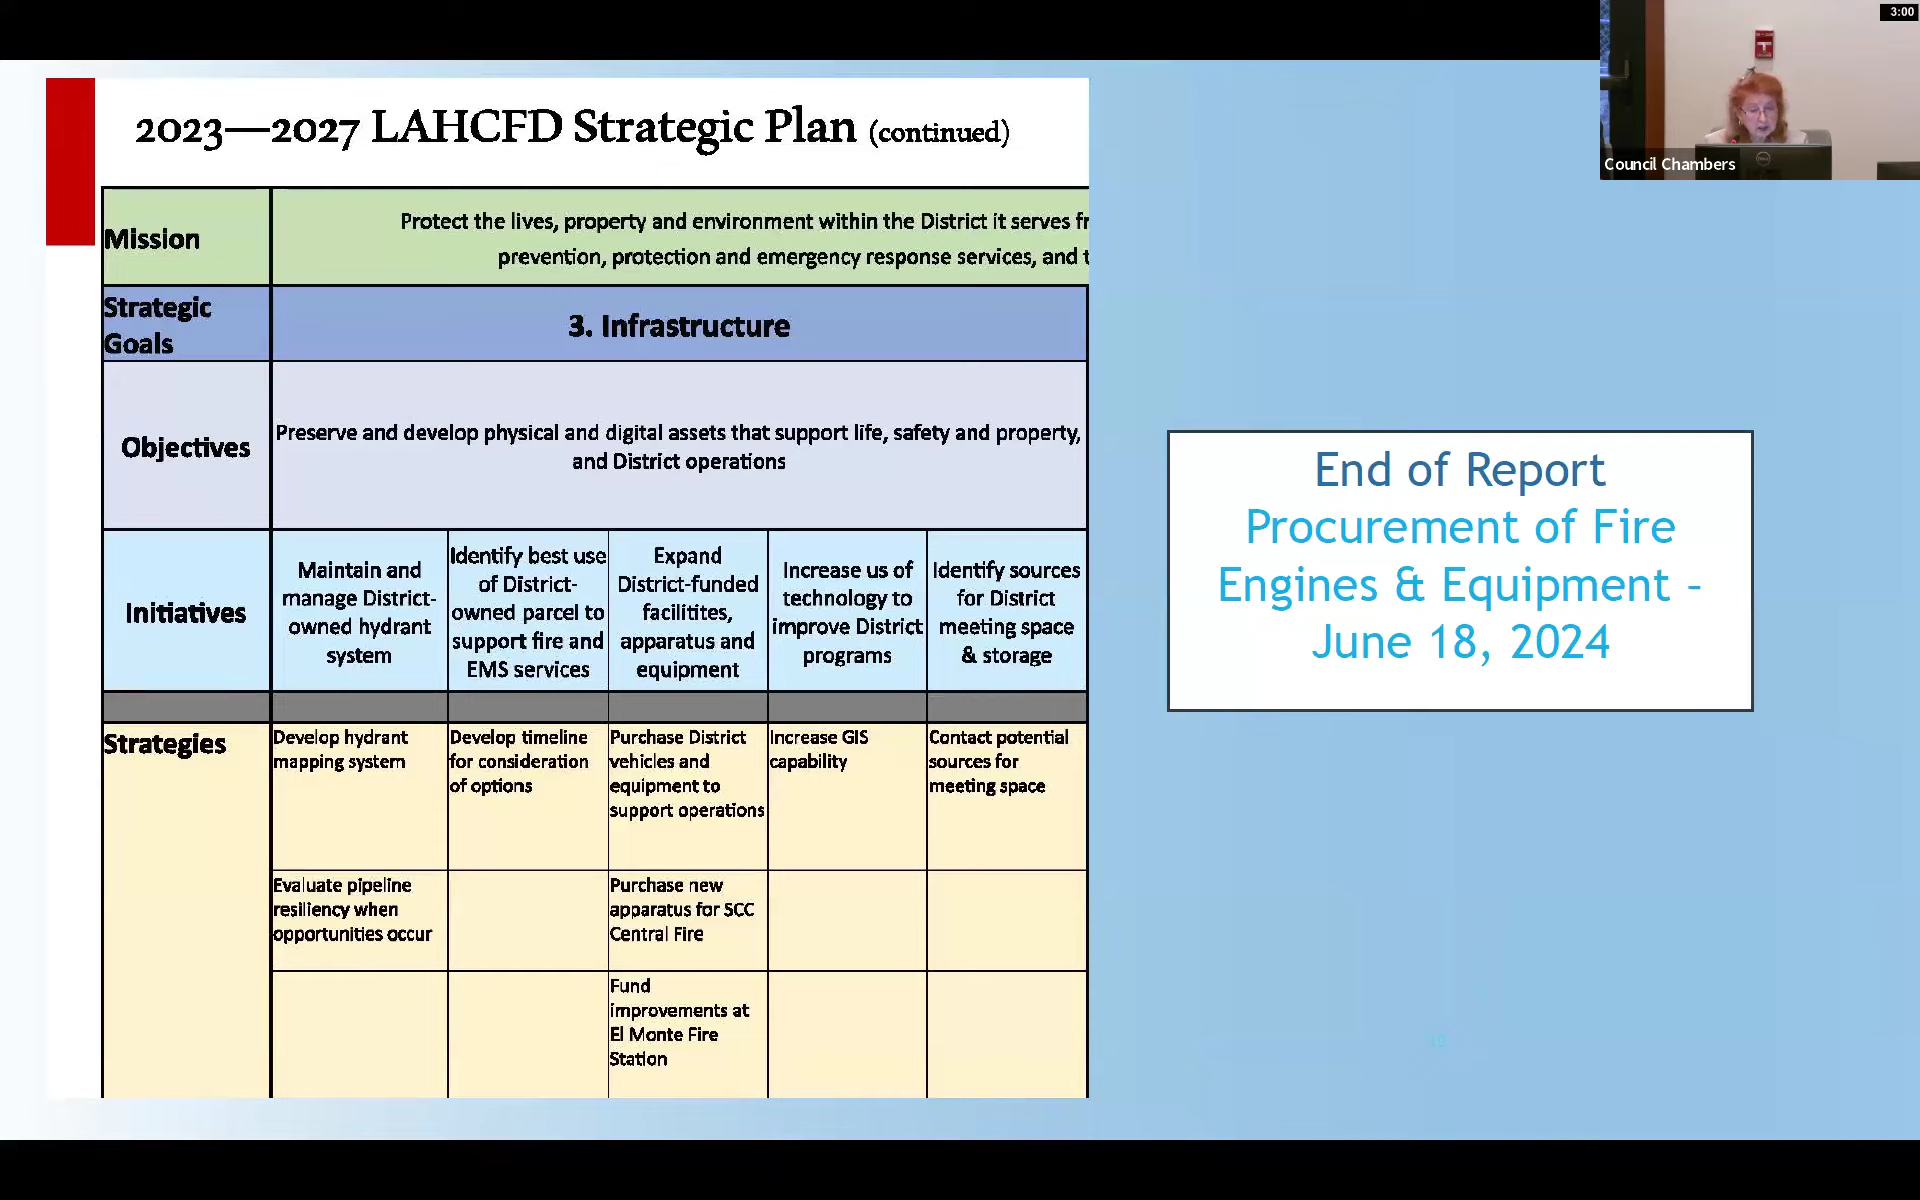 3:00
Council Chambers
2023—2027 LAHCFD Strategic Plan (continued)
Mission
Protect the lives, property and environment within the District it serves fr
prevention, protection and emergency response services, and t
Strategic
Goals
3. Infrastructure
Objectives
Preserve and develop physical and digital assets that support life, safety and property,
and District operations
Initiatives
Maintain and
manage District-
owned hydrant
system
Identify best use
of District-
owned parcel to
support fire and
EMS services
Expand
District-funded
facilitites,
apparatus and
equipment
Increase us of
technology to
improve District
programs
Identify sources
for District
meeting space
& storage
Strategies
Develop hydrant
mapping system
Develop timeline
for consideration
of options
Purchase District
vehicles and
equipment to
support operations
Increase GIS
capability
Contact potential
sources for
meeting space
Evaluate pipeline
resiliency when
opportunities occur
Purchase new
apparatus for SCC
Central Fire
Fund
improvements at
El Monte Fire
Station
End of Report
Procurement of Fire
Engines & Equipment –
June 18, 2024